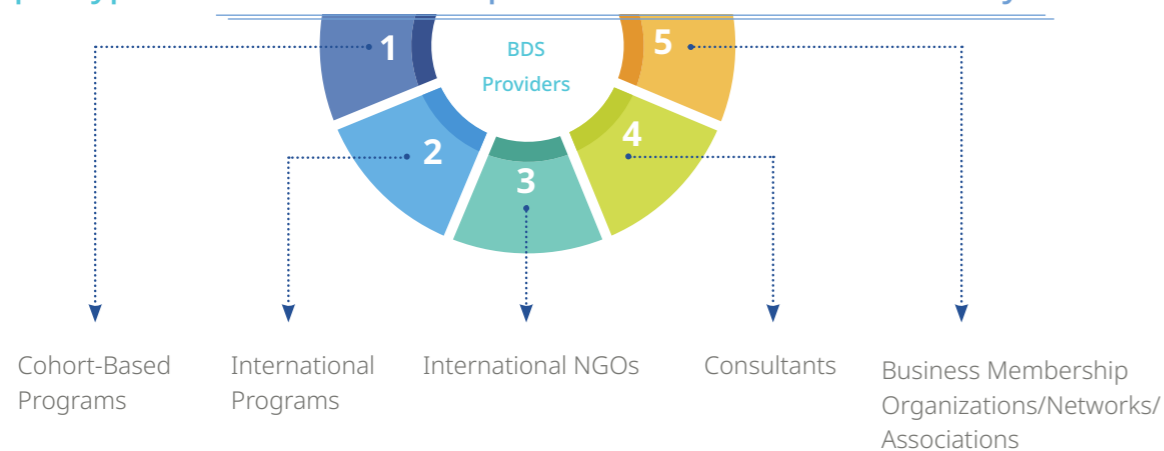 1
BDS
Providers
5
2
4
3
Cohort-Based
Programs
International
Programs
International NGOs
Consultants
Business Membership
Organizations/Networks/
Associations